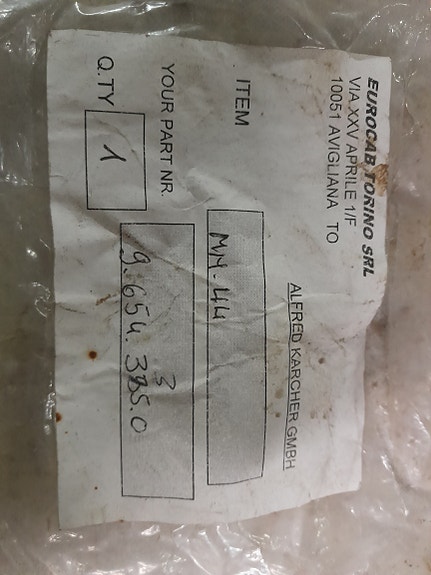 EUROCAB TORINO SRL
VIA XXV APRILE 1/F
10051 AVIGLIANA TO
ALFRED KARCHER GMBH
ITEM
MM-44
YOUR PART NR.
9.654.335.0
Q.TY
1